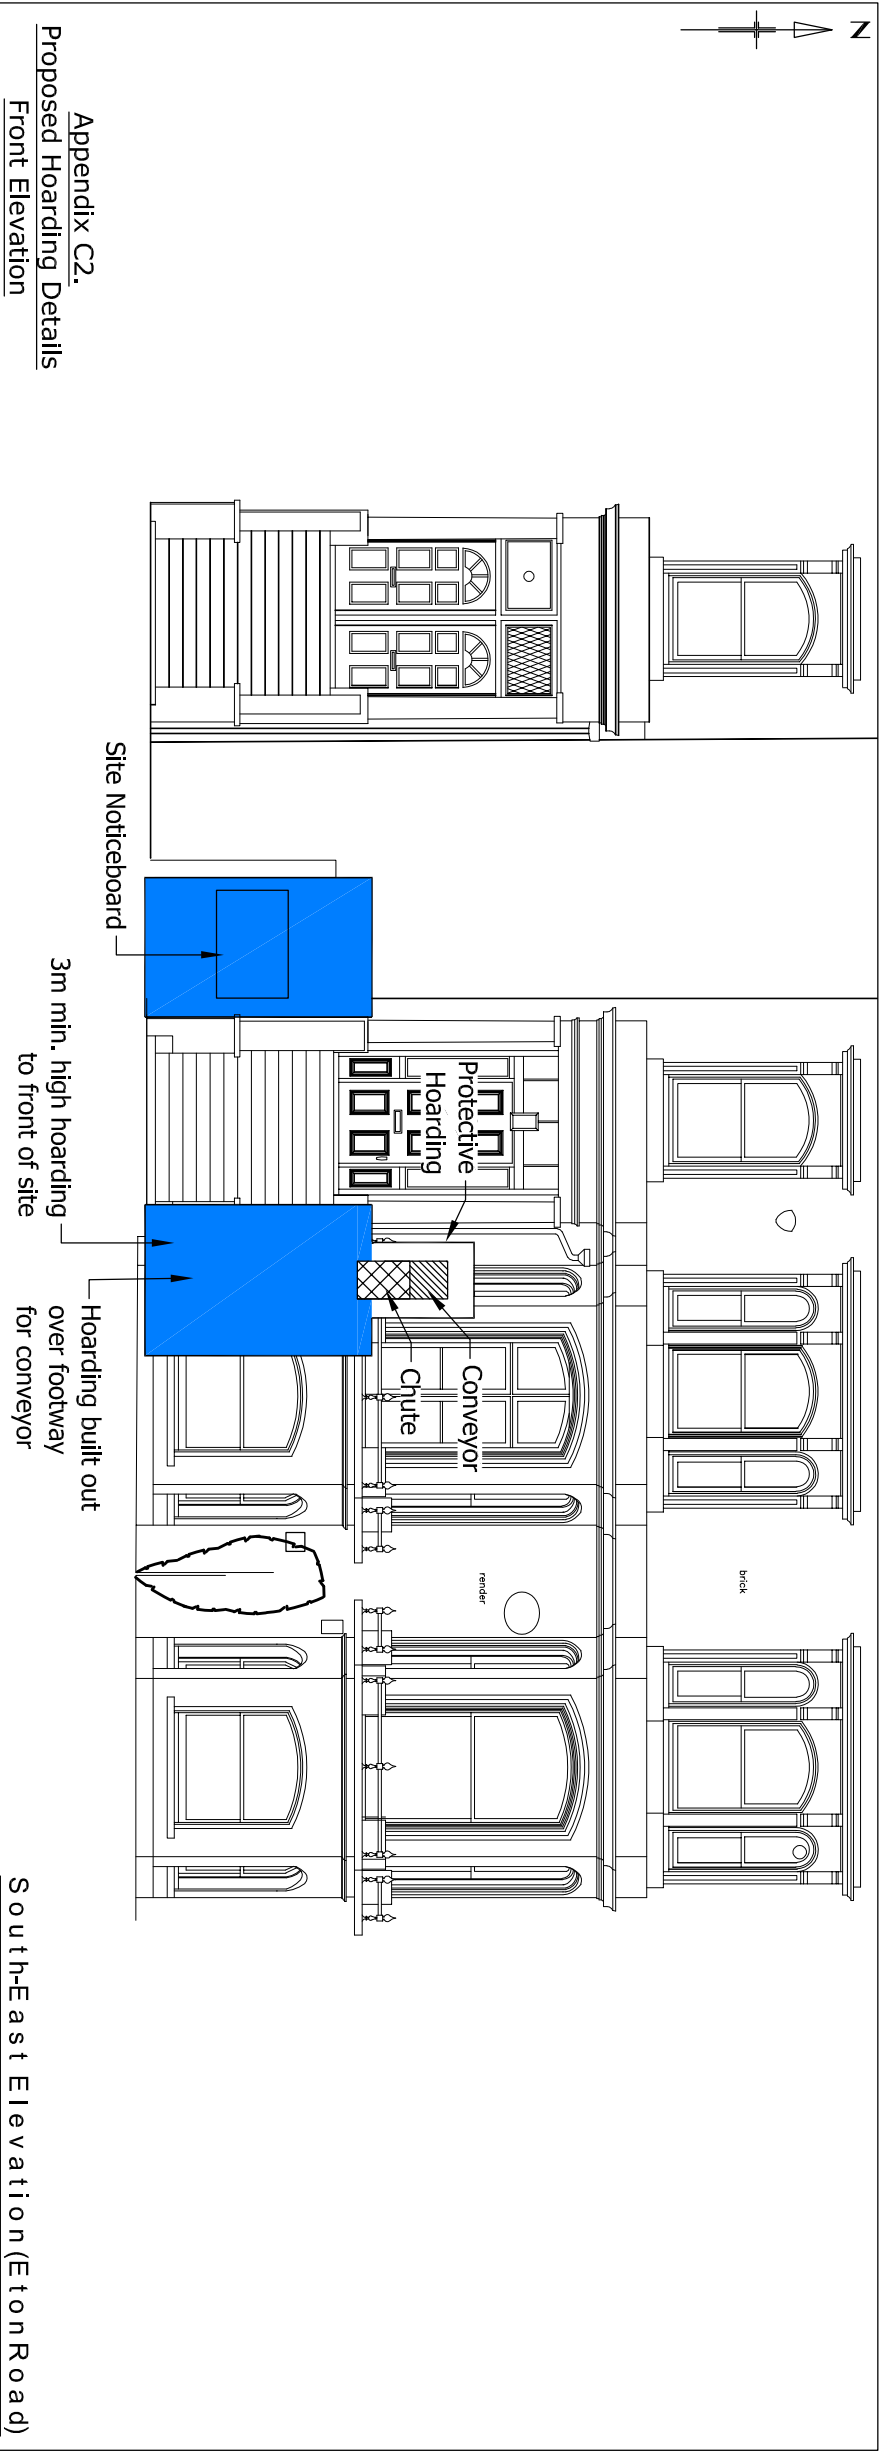 N
brick
render
Protective
Hoarding
Conveyor
Chute
Site Noticeboard
3m min. high hoarding
to front of site
Hoarding built out
over footway
for conveyor
Appendix C2.
Proposed Hoarding Details
Front Elevation
South-East Elevation (Eton Road)